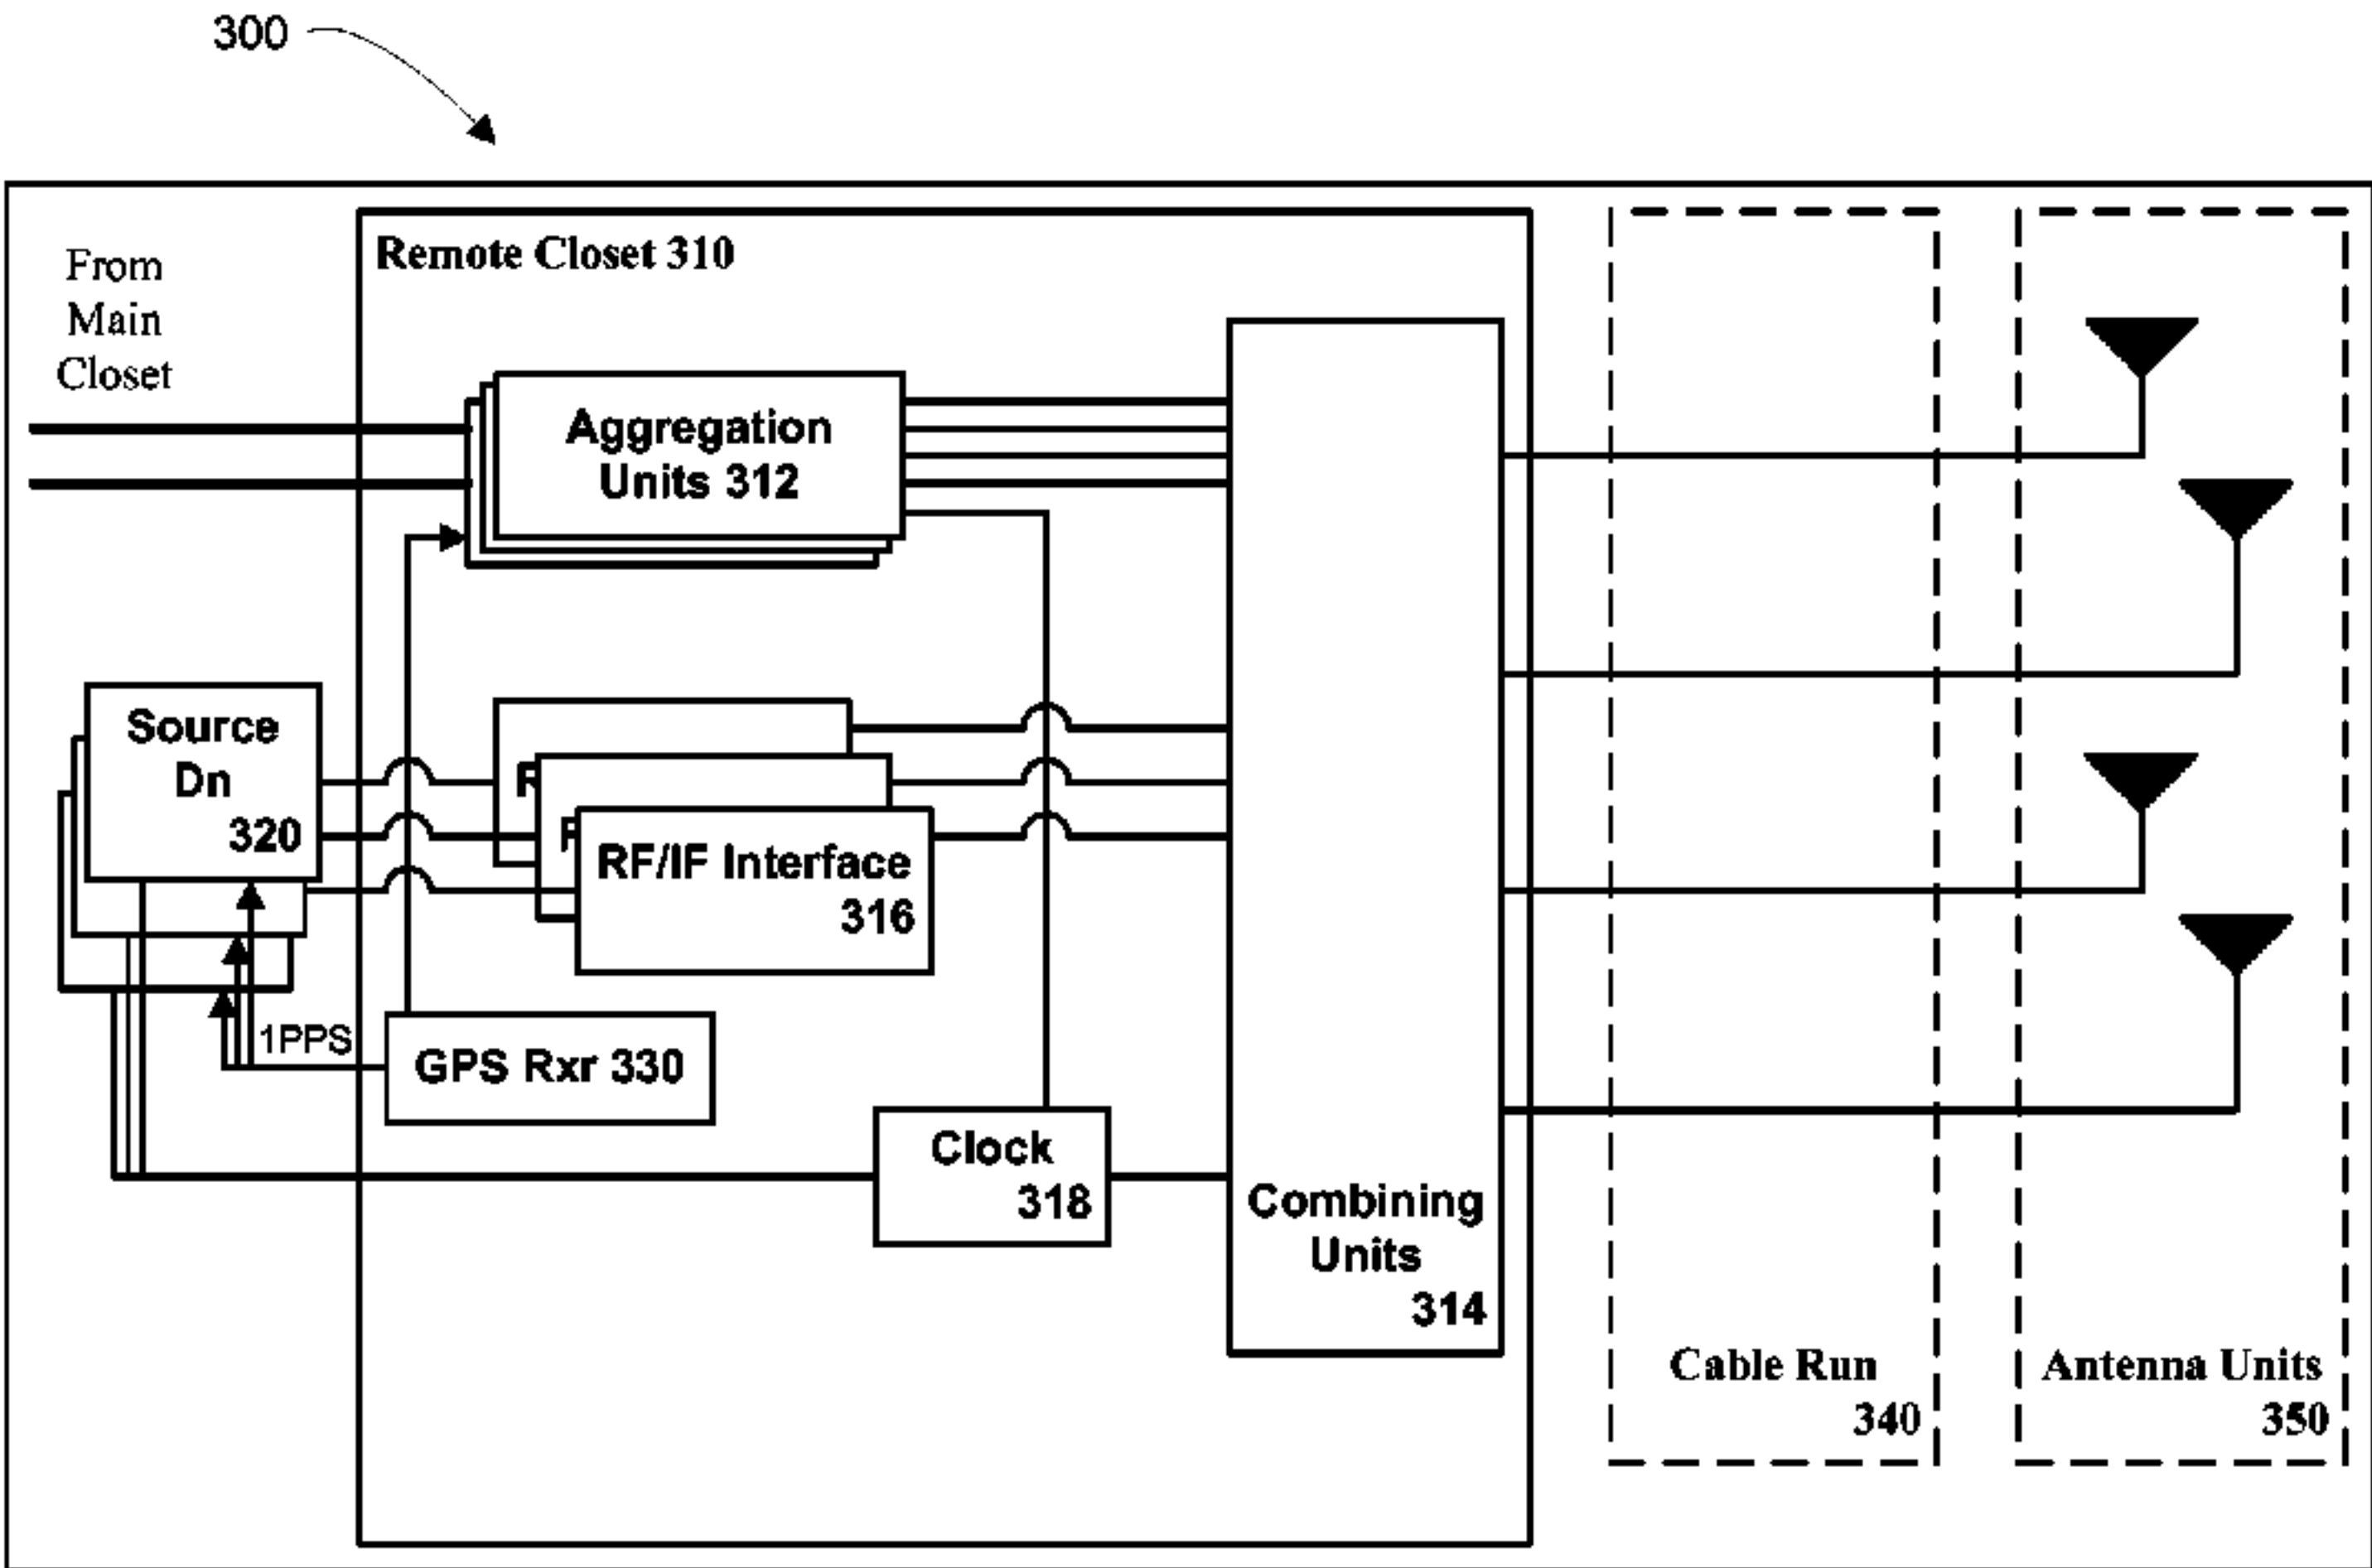 300
From
Main
Closet
Remote Closet 310
Aggregation
Units 312
Source
Dn
320
R
F
RF/IF Interface
316
1PPS
GPS Rxr 330
Clock
318
Combining
Units
314
Cable Run
340
Antenna Units
350